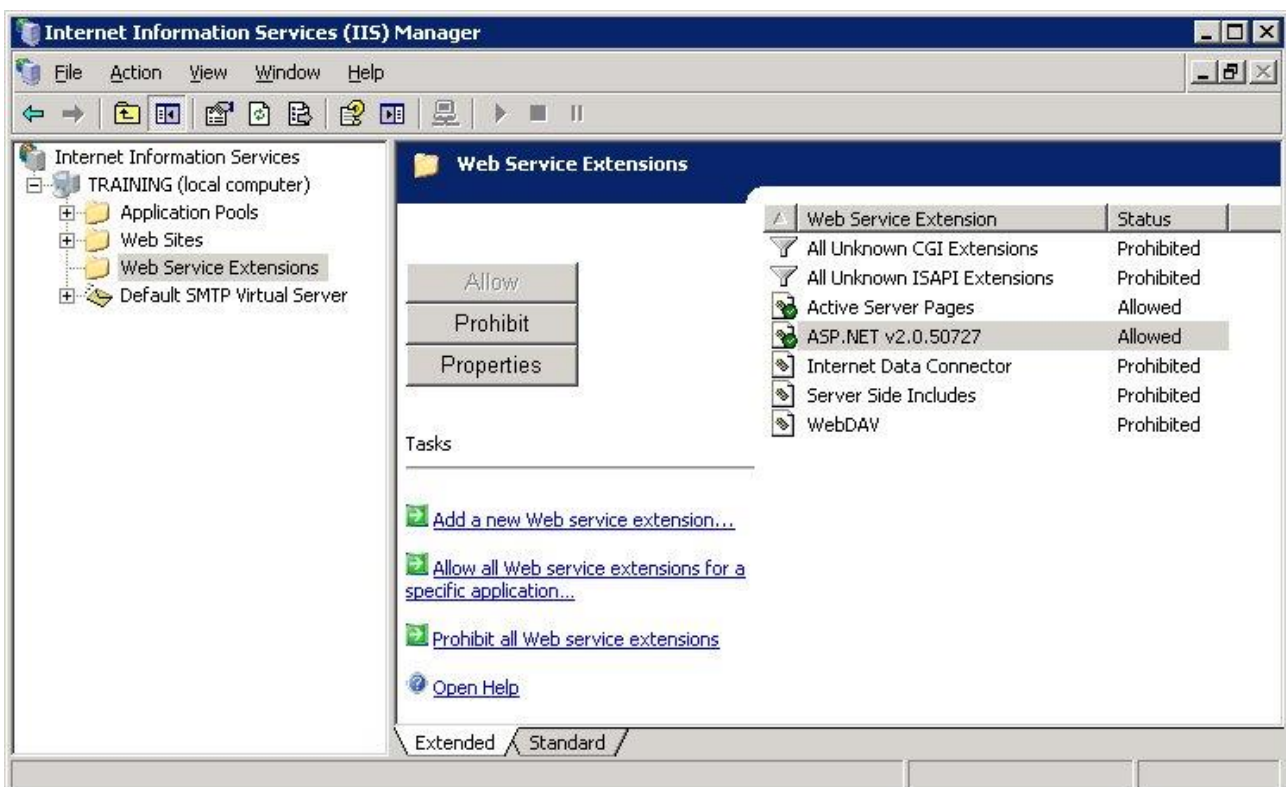 Internet Information Services (IIS) Manager
File Action View Window Help
Internet Information Services
TRAINING (local computer)
Application Pools
Web Sites
Web Service Extensions
Default SMTP Virtual Server
Web Service Extensions
Allow
Prohibit
Properties
Tasks
Add a new Web service extension...
Allow all Web service extensions for a
specific application...
Prohibit all Web service extensions
Open Help
Web Service Extension Status
All Unknown CGI Extensions Prohibited
All Unknown ISAPI Extensions Prohibited
Active Server Pages Allowed
ASP.NET v2.0.50727 Allowed
Internet Data Connector Prohibited
Server Side Includes Prohibited
WebDAV Prohibited
Extended Standard